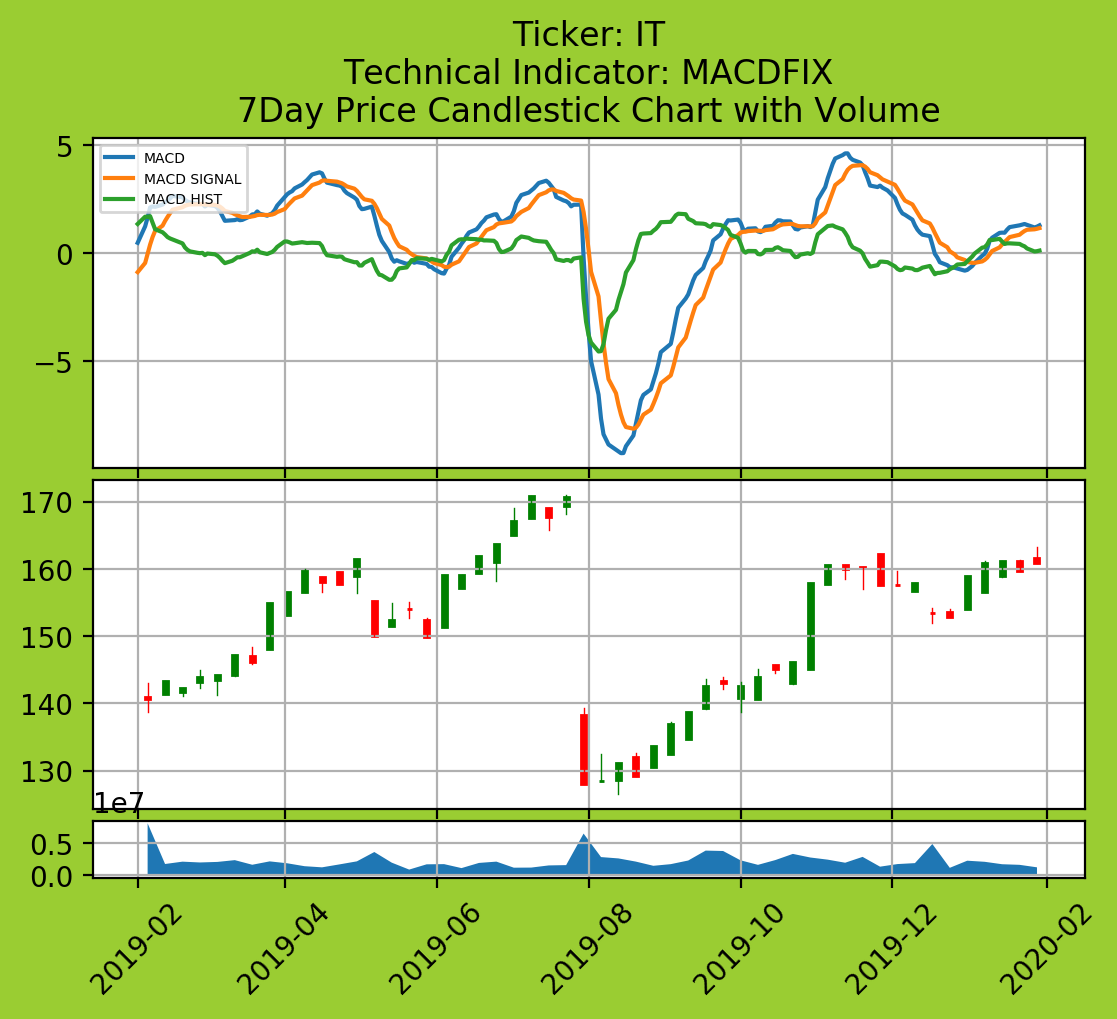 Ticker: IT
Technical Indicator: MACDFIX
7Day Price Candlestick Chart with Volume
MACD
MACD SIGNAL
MACD HIST
5
0
−5
170
160
150
140
130
1e7
0.5
0.0
2019-02
2019-04
2019-06
2019-08
2019-10
2019-12
2020-02